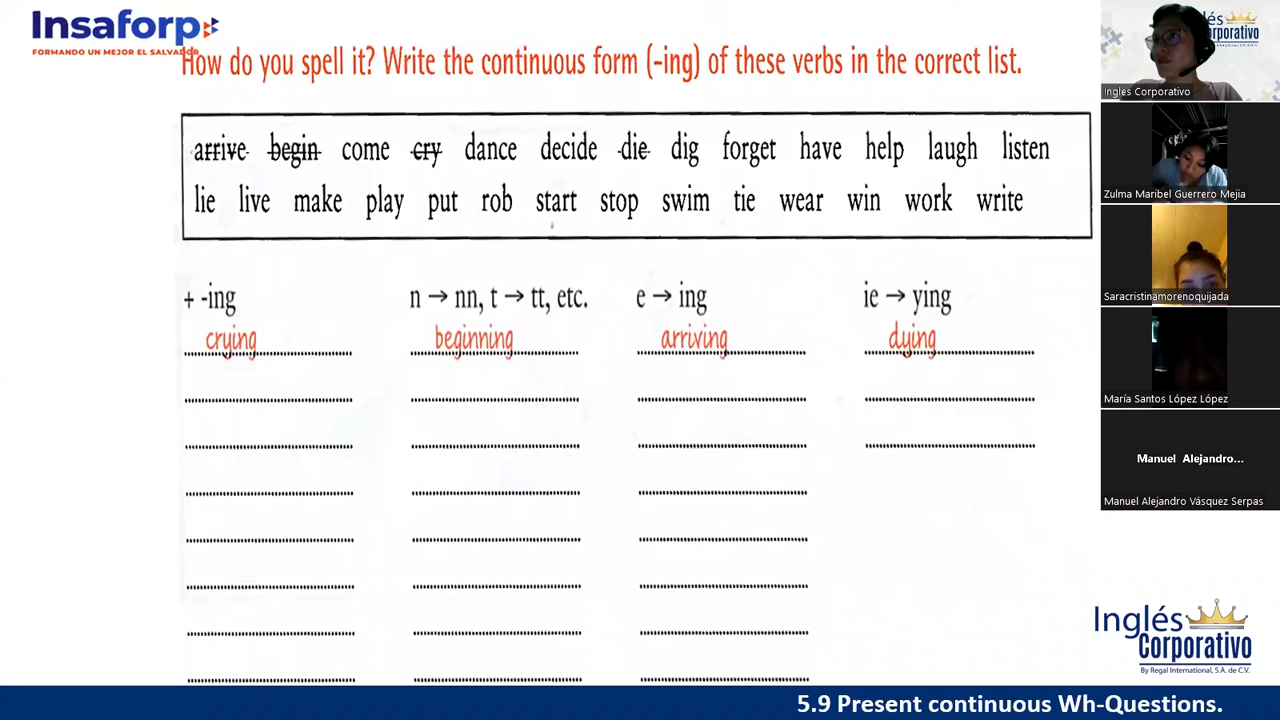 Insaforp
FORMANDO UN MEJOR EL SALVADOR
How do you spell it? Write the continuous form (-ing) of these verbs in the correct list.
arrive begin come cry dance decide die dig forget have help laugh listen
lie live make play put rob start stop swim tie wear win work write
+ -ing
crying
n → nn, t → tt, etc.
beginning
e → ing
arriving
ie → ying
dying
Ingles Corporativo
Zulma Maribel Guerrero Mejia
Saracristinamorenoquijada
María Santos López López
Manuel Alejandro...
Manuel Alejandro Vásquez Serpas
Inglés
Corporativo
By Regal International, S.A. de C.V.
5.9 Present continuous Wh-Questions.